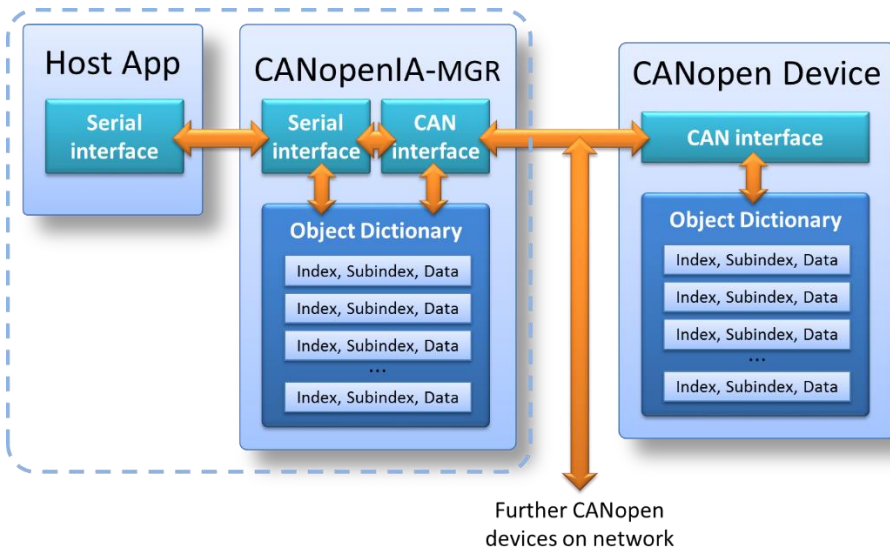 Host App
Serial
interface
CANopenIA-MGR
Serial
interface
CAN
interface
Object Dictionary
Index, Subindex, Data
Index, Subindex, Data
Index, Subindex, Data
...
Index, Subindex, Data
CANopen Device
CAN interface
Object Dictionary
Index, Subindex, Data
Index, Subindex, Data
Index, Subindex, Data
...
Index, Subindex, Data
Further CANopen
devices on network